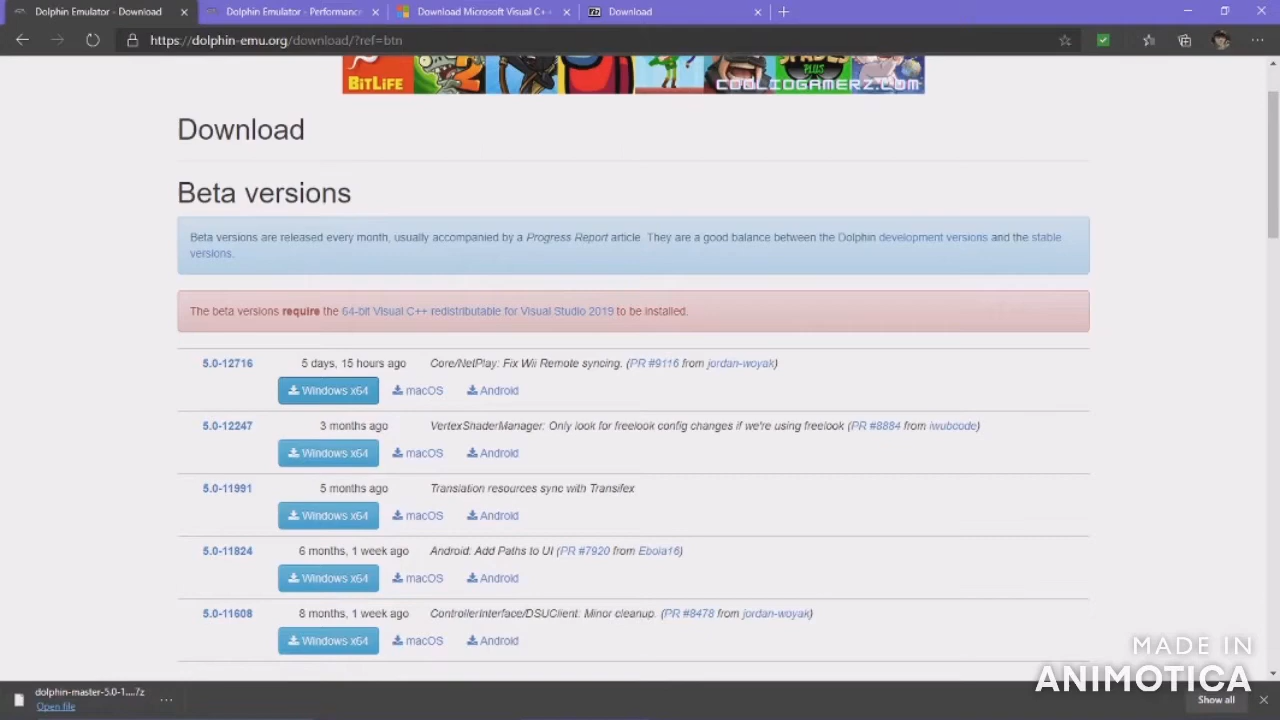 Dolphin Emulator - Download
Dolphin Emulator - Performance
Download Microsoft Visual C++
Download
https://dolphin-emu.org/download/?ref=btn
BitLife
SPADES
PLUS
COOLIOGAMERZ.COM
Download
Beta versions
Beta versions are released every month, usually accompanied by a Progress Report article. They are a good balance between the Dolphin development versions and the stable
versions.
The beta versions require the 64-bit Visual C++ redistributable for Visual Studio 2019 to be installed.
5.0-12716 5 days, 15 hours ago Core/NetPlay: Fix Wii Remote syncing. (PR #9116 from jordan-woyak)
Windows x64 macOS Android
5.0-12247 3 months ago VertexShaderManager: Only look for freelook config changes if we're using freelook (PR #8884 from iwubcode)
Windows x64 macOS Android
5.0-11991 5 months ago Translation resources sync with Transifex
Windows x64 macOS Android
5.0-11824 6 months, 1 week ago Android: Add Paths to UI (PR #7920 from Ebola16)
Windows x64 macOS Android
5.0-11608 8 months, 1 week ago ControllerInterface/DSUClient: Minor cleanup. (PR #8478 from jordan-woyak)
Windows x64 macOS Android
MADE IN
ANIMOTICA
dolphin-master-5.0-1....7z
Open file
Show all